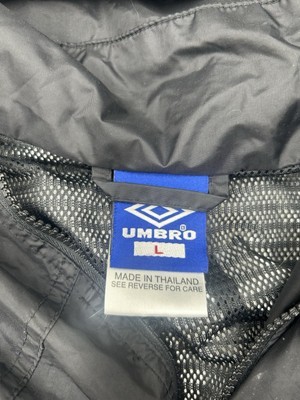 UMBRO
L
MADE IN THAILAND
SEE REVERSE FOR CARE